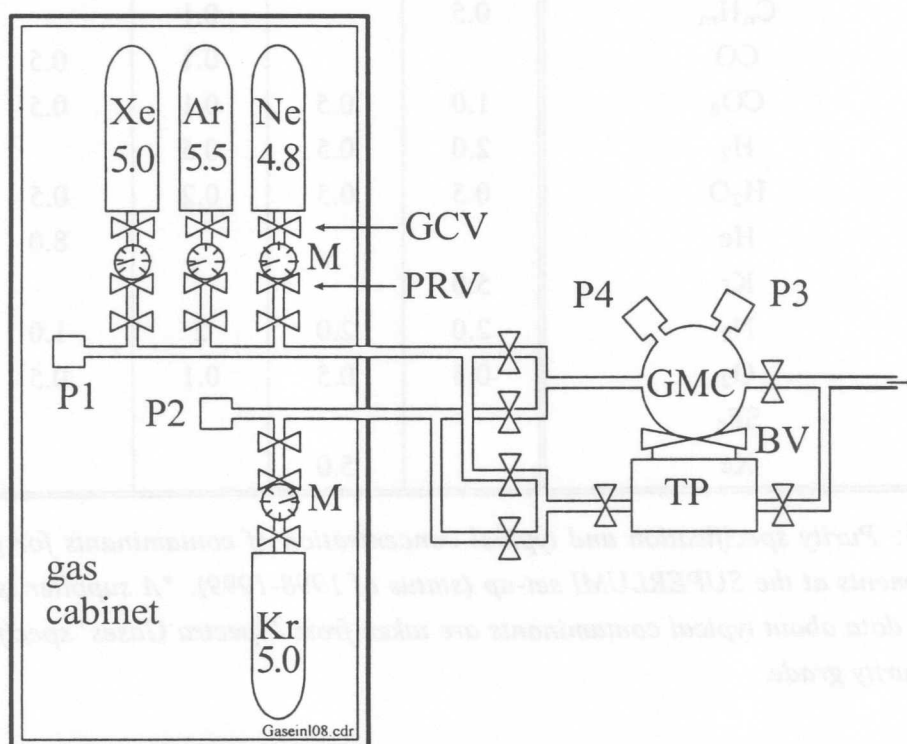 Xe Ar Ne
5.0 5.5 4.8
GCV
M
PRV
P4 P3
P1
GMC
P2
BV
M
TP
gas
cabinet
Kr
5.0
Gasein108.cdr